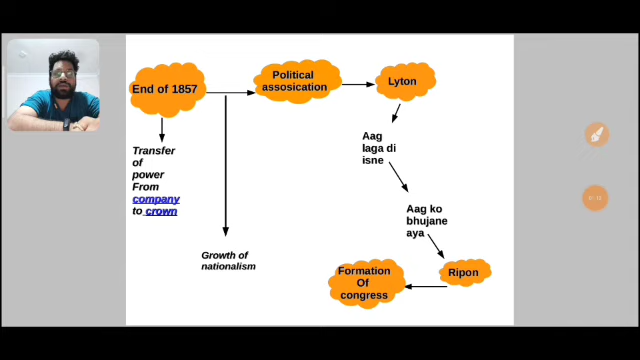 End of 1857
Political
assosication
Lyton
Aag
laga di
isne
Transfer
of
power
From
company
to crown
Aag ko
bhujane
aya
Growth of
nationalism
Formation
Of
congress
Ripon